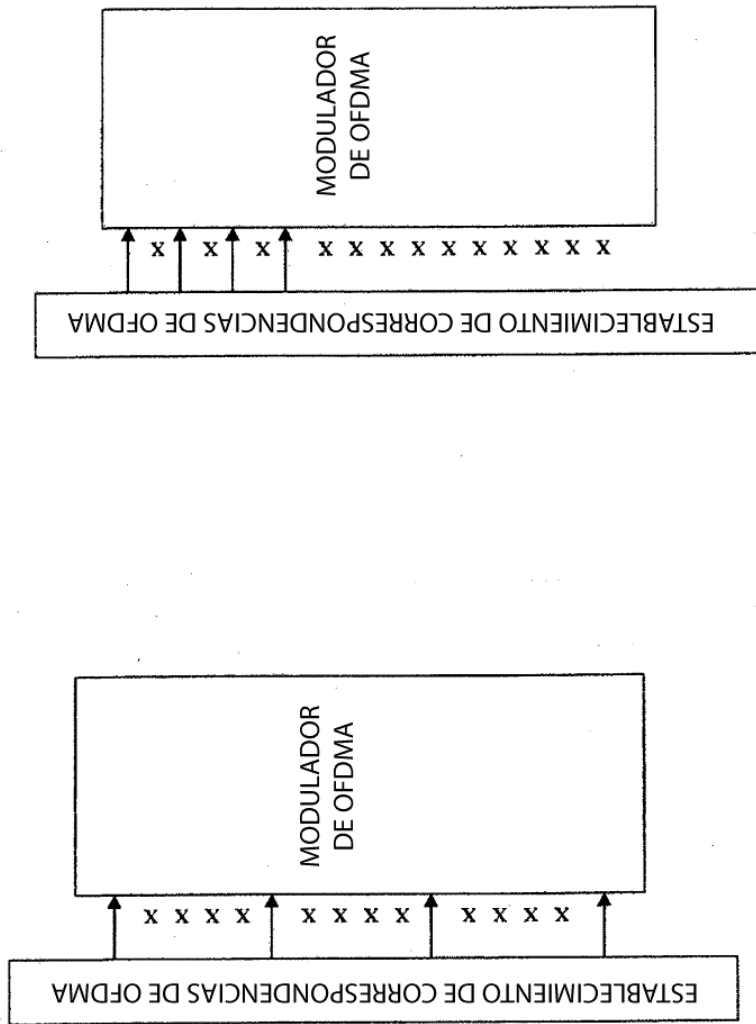 MODULADOR
DE OFDMA
x x x x x x x x x x x x x
ESTABLECIMIENTO DE CORRESPONDENCIAS DE OFDMA
MODULADOR
DE OFDMA
x x x x x x x x x x x x
ESTABLECIMIENTO DE CORRESPONDENCIAS DE OFDMA